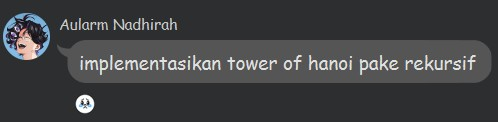 Aularm Nadhirah
implementasikan tower of hanoi pake rekursif